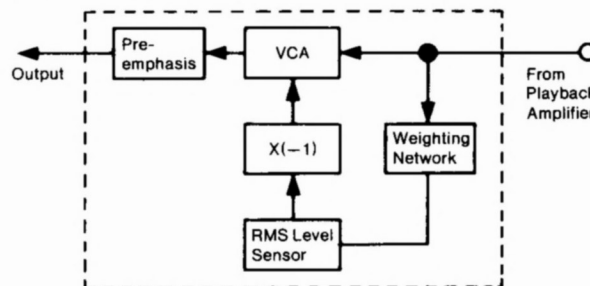 Pre-
emphasis
VCA
Output
From
Playback
Amplifier
X(−1)
Weighting
Network
RMS Level
Sensor